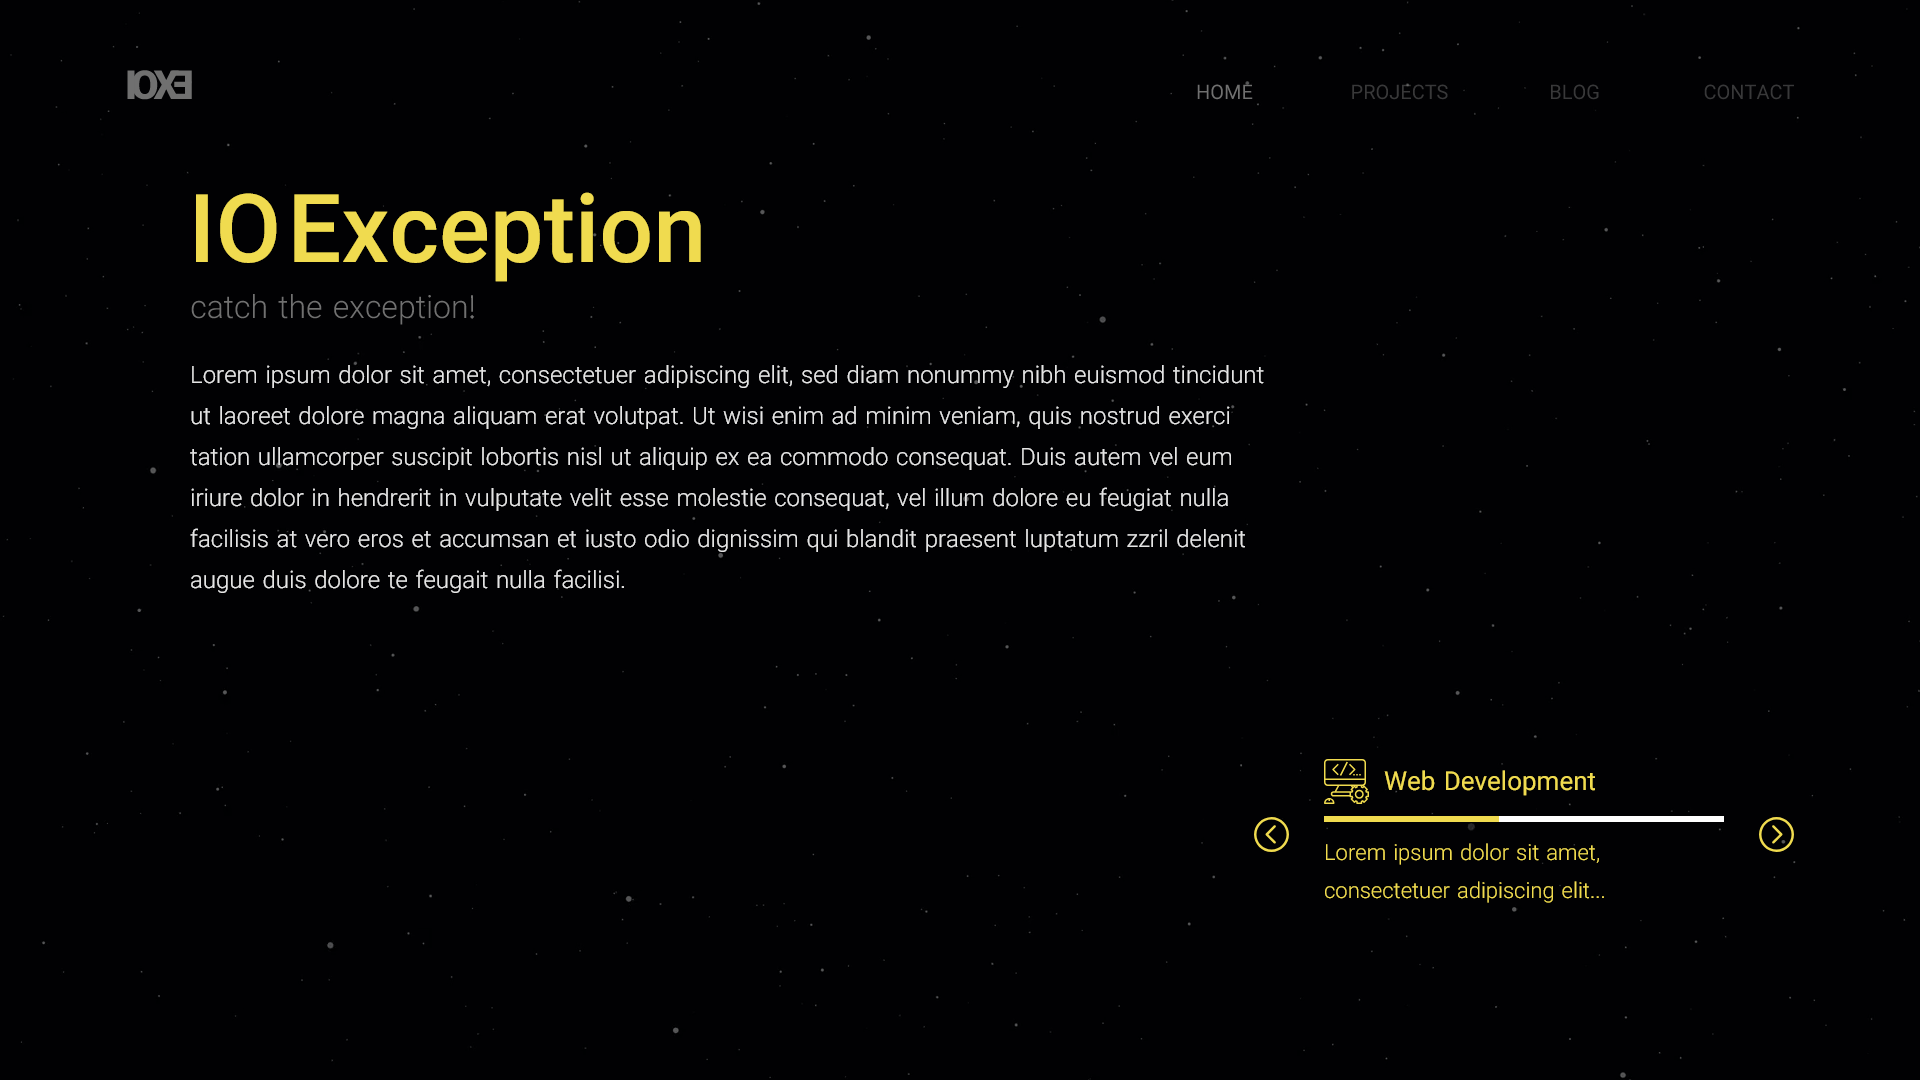 IOXE
HOME
PROJECTS
BLOG
CONTACT
IO Exception
catch the exception!
Lorem ipsum dolor sit amet, consectetuer adipiscing elit, sed diam nonummy nibh euismod tincidunt
ut laoreet dolore magna aliquam erat volutpat. Ut wisi enim ad minim veniam, quis nostrud exerci
tation ullamcorper suscipit lobortis nisl ut aliquip ex ea commodo consequat. Duis autem vel eum
iriure dolor in hendrerit in vulputate velit esse molestie consequat, vel illum dolore eu feugiat nulla
facilisis at vero eros et accumsan et iusto odio dignissim qui blandit praesent luptatum zzril delenit
augue duis dolore te feugait nulla facilisi.
Web Development
Lorem ipsum dolor sit amet,
consectetuer adipiscing elit...